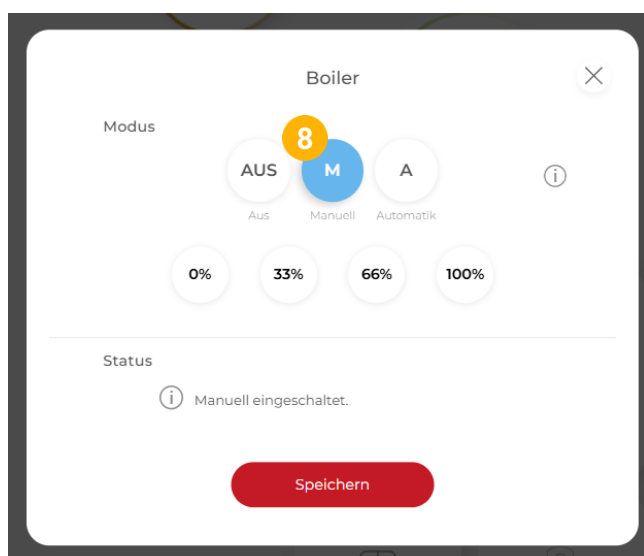 Boiler
Modus
8
AUS M A
Aus Manuell Automatik
0% 33% 66% 100%
Status
i Manuell eingeschaltet.
Speichern